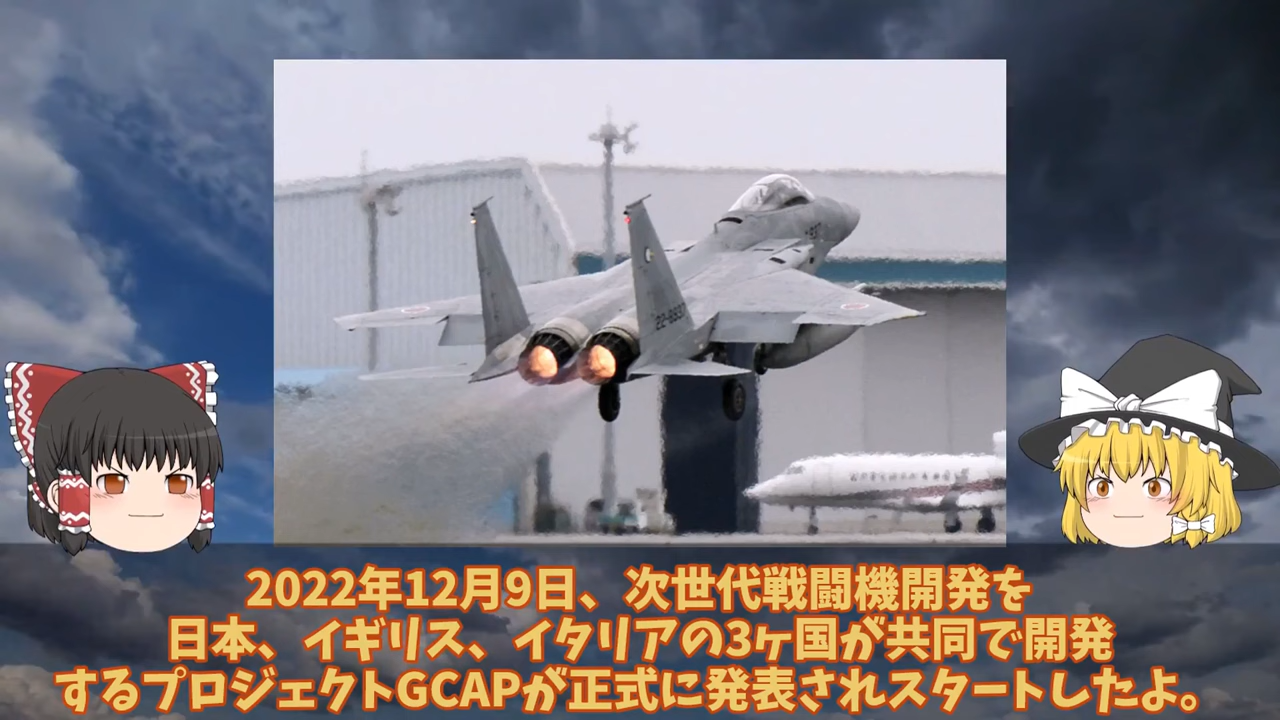 22-8937
2022年12月9日、次世代戦闘機開発を
日本、イギリス、イタリアの3ヶ国が共同で開発
するプロジェクトGCAPが正式に発表されスタートしたよ。